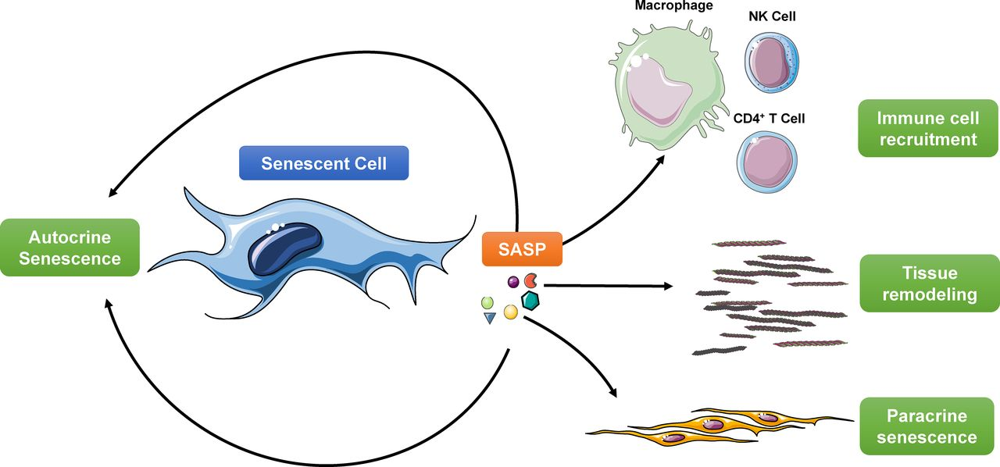 Macrophage
NK Cell
CD4⁺ T Cell
Immune cell
recruitment
Senescent Cell
Autocrine
Senescence
SASP
Tissue
remodeling
Paracrine
senescence